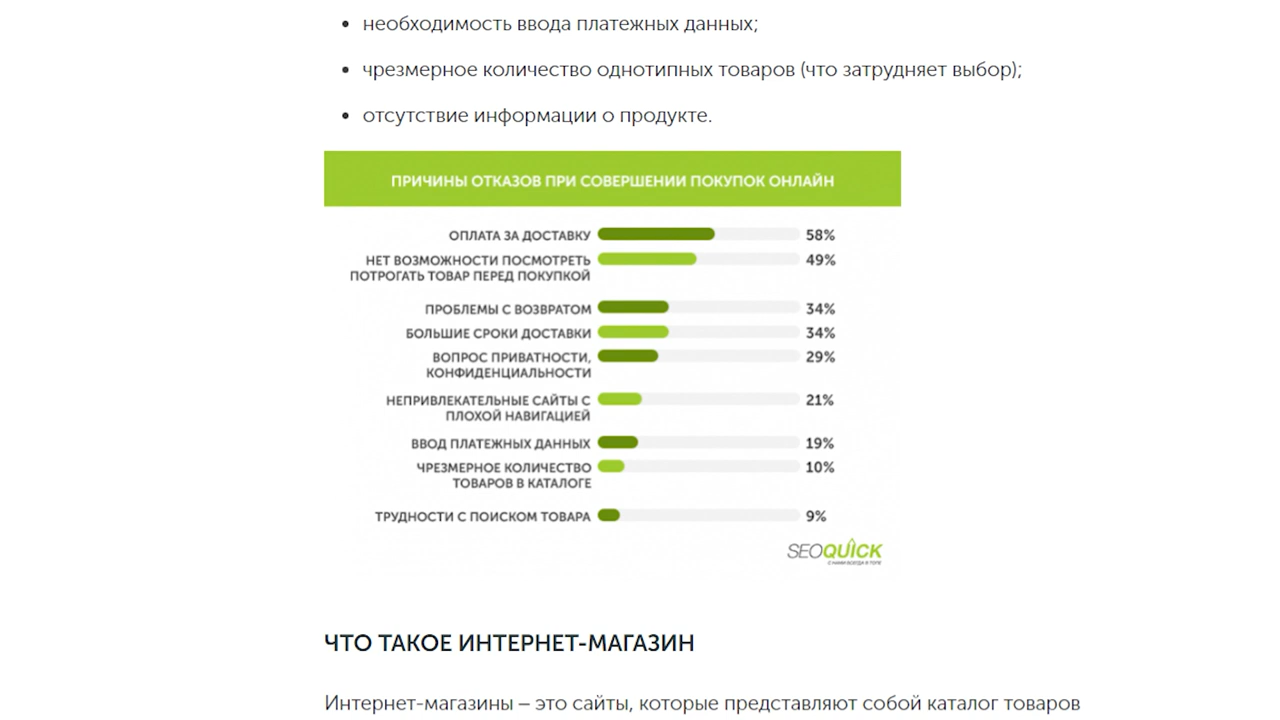 необходимость ввода платежных данных;
чрезмерное количество однотипных товаров (что затрудняет выбор);
отсутствие информации о продукте.
ПРИЧИНЫ ОТКАЗОВ ПРИ СОВЕРШЕНИИ ПОКУПОК ОНЛАЙН
ОПЛАТА ЗА ДОСТАВКУ 58%
НЕТ ВОЗМОЖНОСТИ ПОСМОТРЕТЬ 49%
ПОТРОГАТЬ ТОВАР ПЕРЕД ПОКУПКОЙ
ПРОБЛЕМЫ С ВОЗВРАТОМ 34%
БОЛЬШИЕ СРОКИ ДОСТАВКИ 34%
ВОПРОС ПРИВАТНОСТИ, 29%
КОНФИДЕНЦИАЛЬНОСТИ
НЕПРИВЛЕКАТЕЛЬНЫЕ САЙТЫ С 21%
ПЛОХОЙ НАВИГАЦИЕЙ
ВВОД ПЛАТЕЖНЫХ ДАННЫХ 19%
ЧРЕЗМЕРНОЕ КОЛИЧЕСТВО 10%
ТОВАРОВ В КАТАЛОГЕ
ТРУДНОСТИ С ПОИСКОМ ТОВАРА 9%
SEOQUICK
С НАМИ ВСЕГДА В ТОПЕ
ЧТО ТАКОЕ ИНТЕРНЕТ-МАГАЗИН
Интернет-магазины – это сайты, которые представляют собой каталог товаров